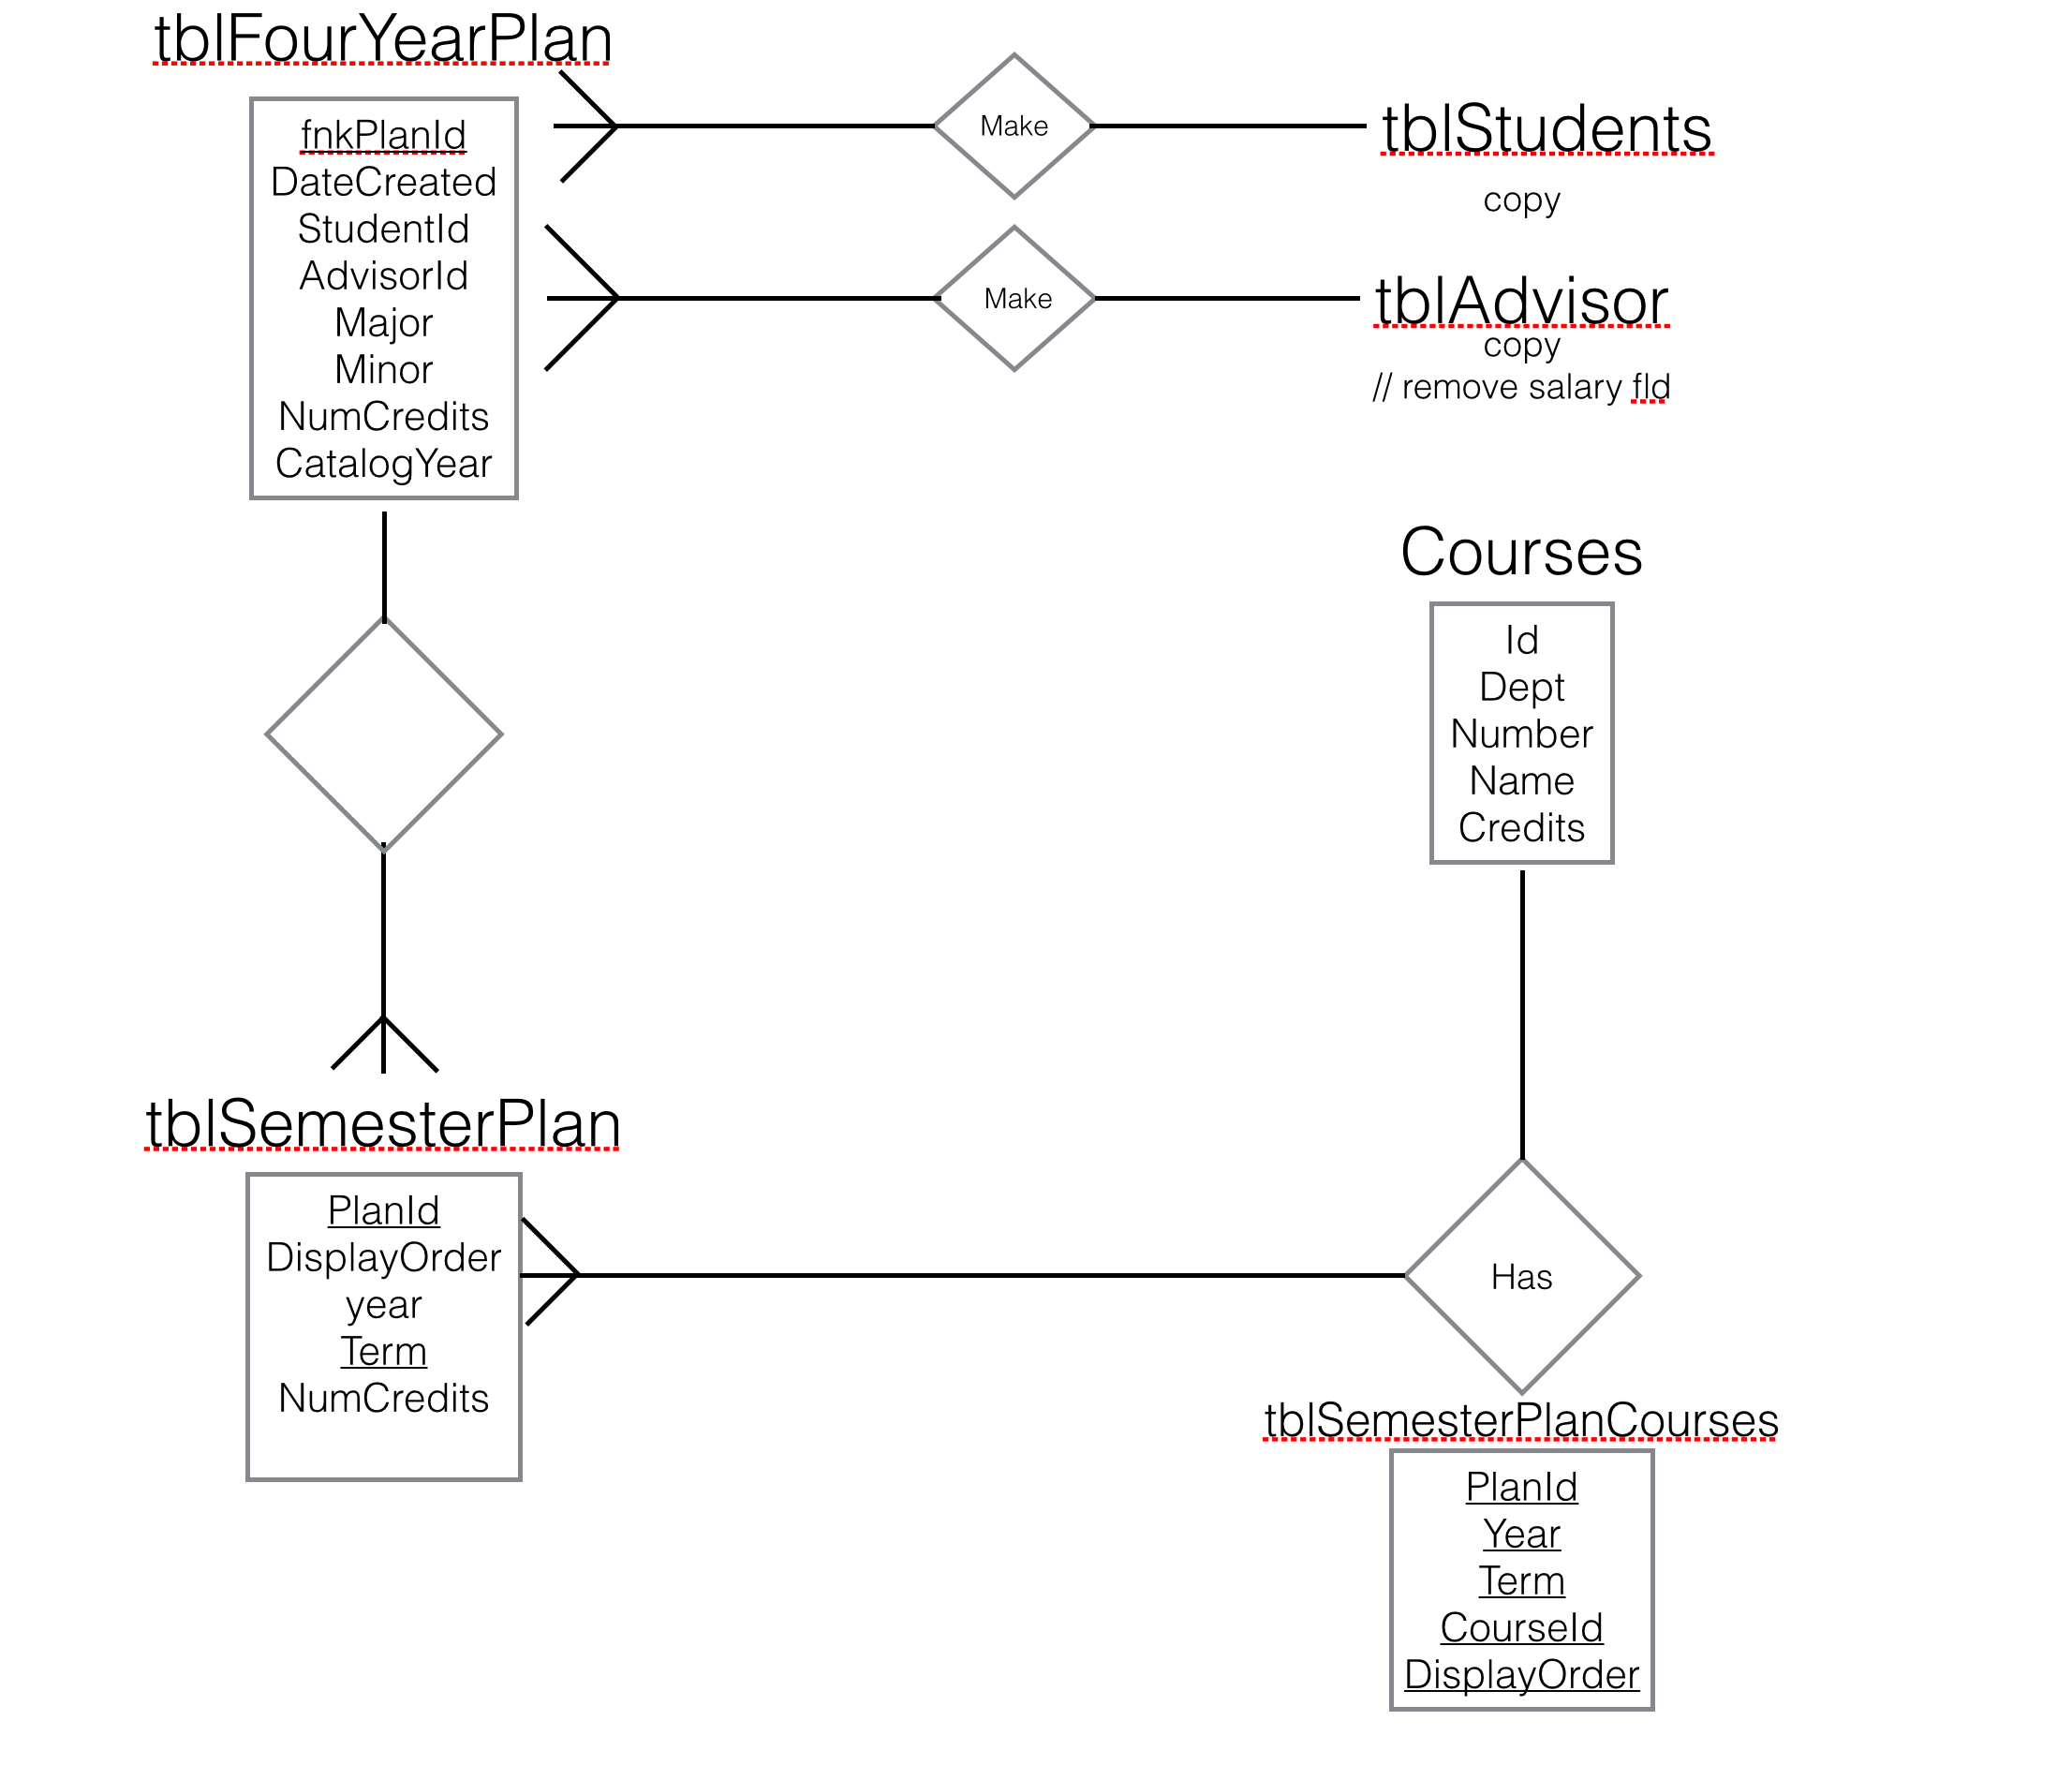 tblFourYearPlan
fnkPlanId
DateCreated
StudentId
AdvisorId
Major
Minor
NumCredits
CatalogYear
Make
tblStudents
copy
Make
tblAdvisor
copy
// remove salary fld
Courses
Id
Dept
Number
Name
Credits
tblSemesterPlan
PlanId
DisplayOrder
year
Term
NumCredits
Has
tblSemesterPlanCourses
PlanId
Year
Term
CourseId
DisplayOrder